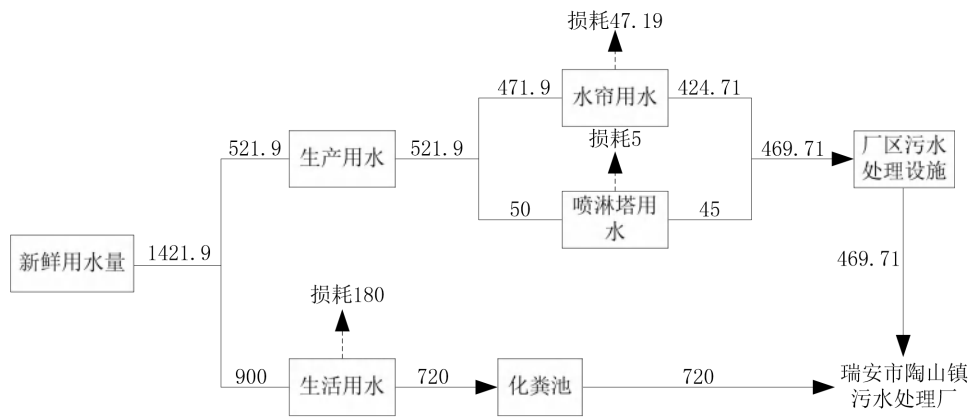 损耗47.19
471.9
水帘用水
424.71
521.9
生产用水
521.9
损耗5
469.71
厂区污水
处理设施
50
喷淋塔用
水
45
新鲜用水量
1421.9
469.71
损耗180
900
生活用水
720
化粪池
720
瑞安市陶山镇
污水处理厂